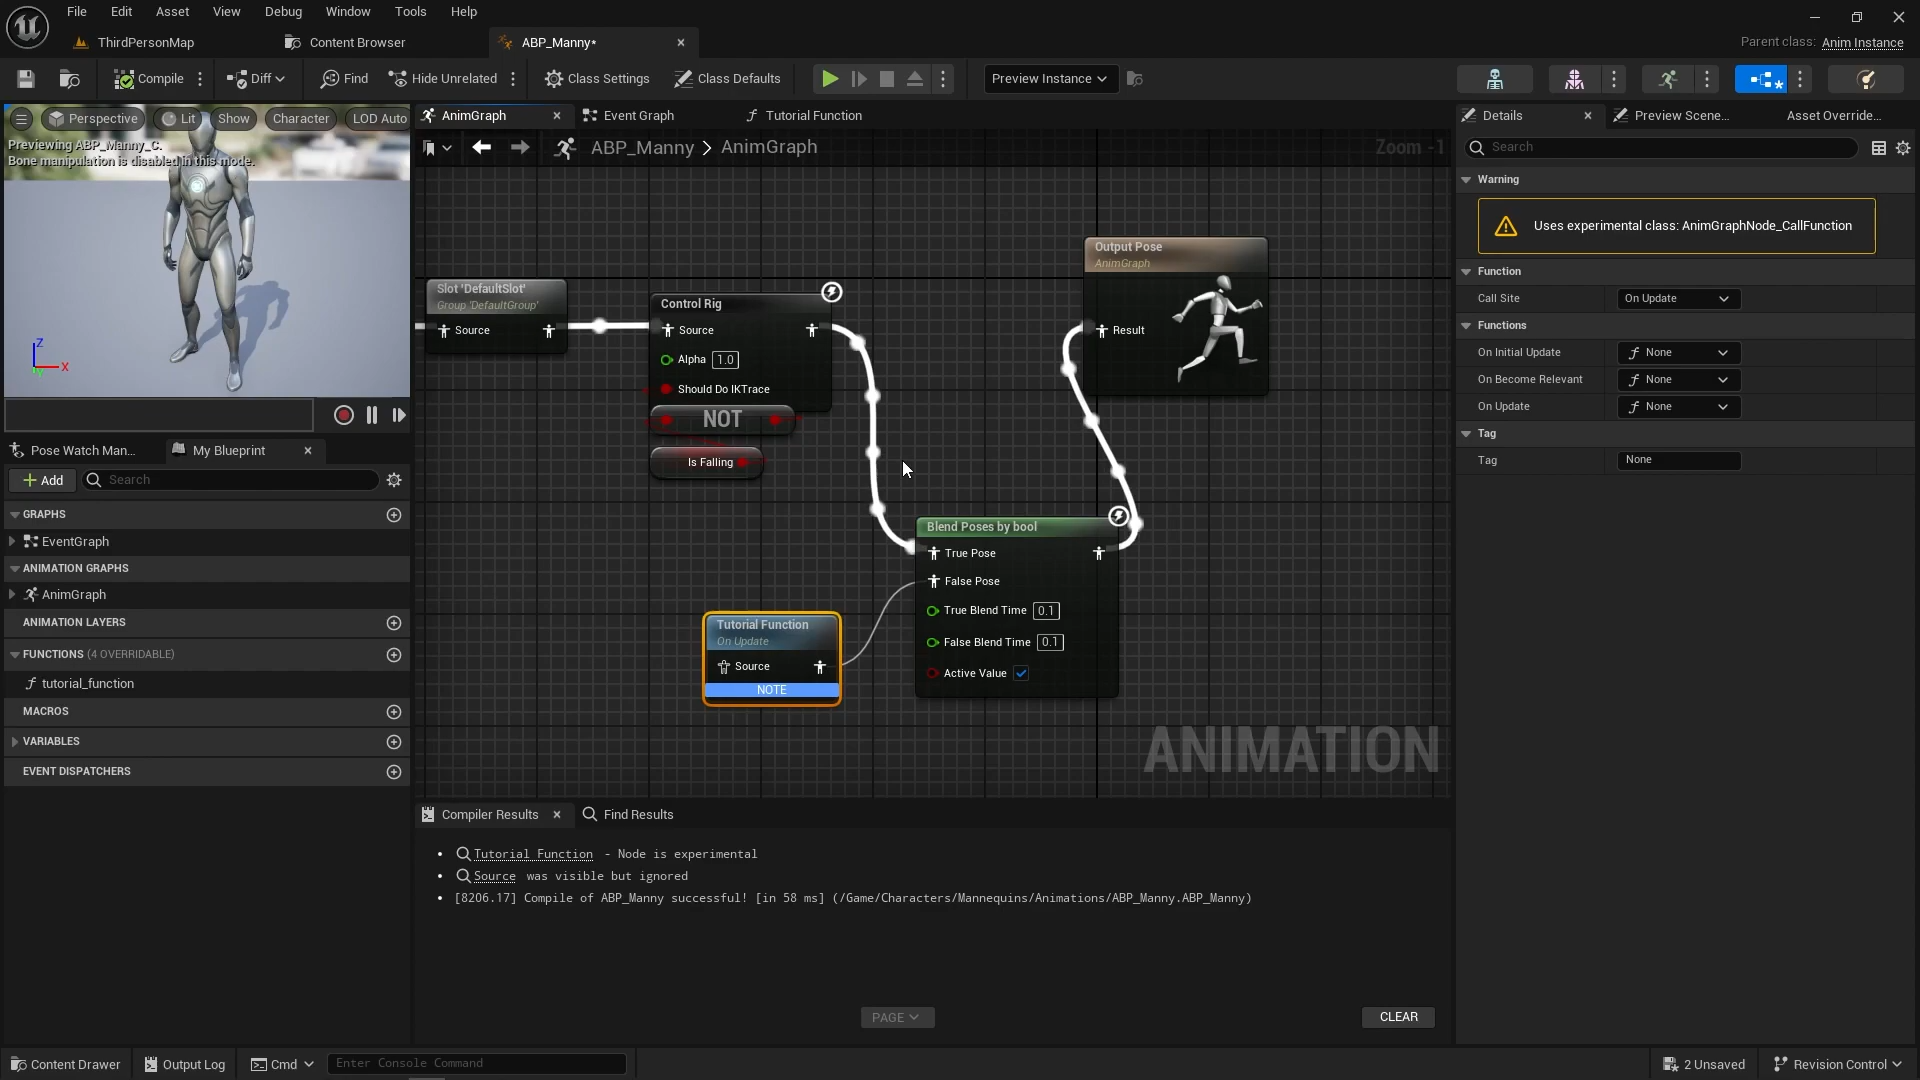 File Edit Asset View Debug Window Tools Help
ThirdPersonMap
Content Browser
ABP_Manny*
Parent class: Anim Instance
Compile
Diff
Find
Hide Unrelated
Class Settings
Class Defaults
Preview Instance
Perspective
Lit
Show
Character
LOD Auto
Previewing ABP_Manny_C.
Bone manipulation is disabled in this mode.
Z
X
Y
Pose Watch Man...
My Blueprint
Add
Search
GRAPHS
EventGraph
ANIMATION GRAPHS
AnimGraph
ANIMATION LAYERS
FUNCTIONS (4 OVERRIDABLE)
tutorial_function
MACROS
VARIABLES
EVENT DISPATCHERS
AnimGraph
Event Graph
Tutorial Function
ABP_Manny > AnimGraph
Zoom -1
Slot 'DefaultSlot'
Group 'DefaultGroup'
Source
Control Rig
Source
Alpha 1.0
Should Do IKTrace
NOT
Is Falling
Output Pose
AnimGraph
Result
Blend Poses by bool
True Pose
False Pose
True Blend Time 0.1
False Blend Time 0.1
Active Value
Tutorial Function
On Update
Source
NOTE
ANIMATION
Compiler Results
Find Results
Tutorial Function - Node is experimental
Source was visible but ignored
[8206.17] Compile of ABP_Manny successful! [in 58 ms] (/Game/Characters/Mannequins/Animations/ABP_Manny.ABP_Manny)
PAGE
CLEAR
Details
Preview Scene...
Asset Override...
Search
Warning
Uses experimental class: AnimGraphNode_CallFunction
Function
Call Site On Update
Functions
On Initial Update None
On Become Relevant None
On Update None
Tag
Tag None
Content Drawer
Output Log
Cmd
Enter Console Command
2 Unsaved
Revision Control